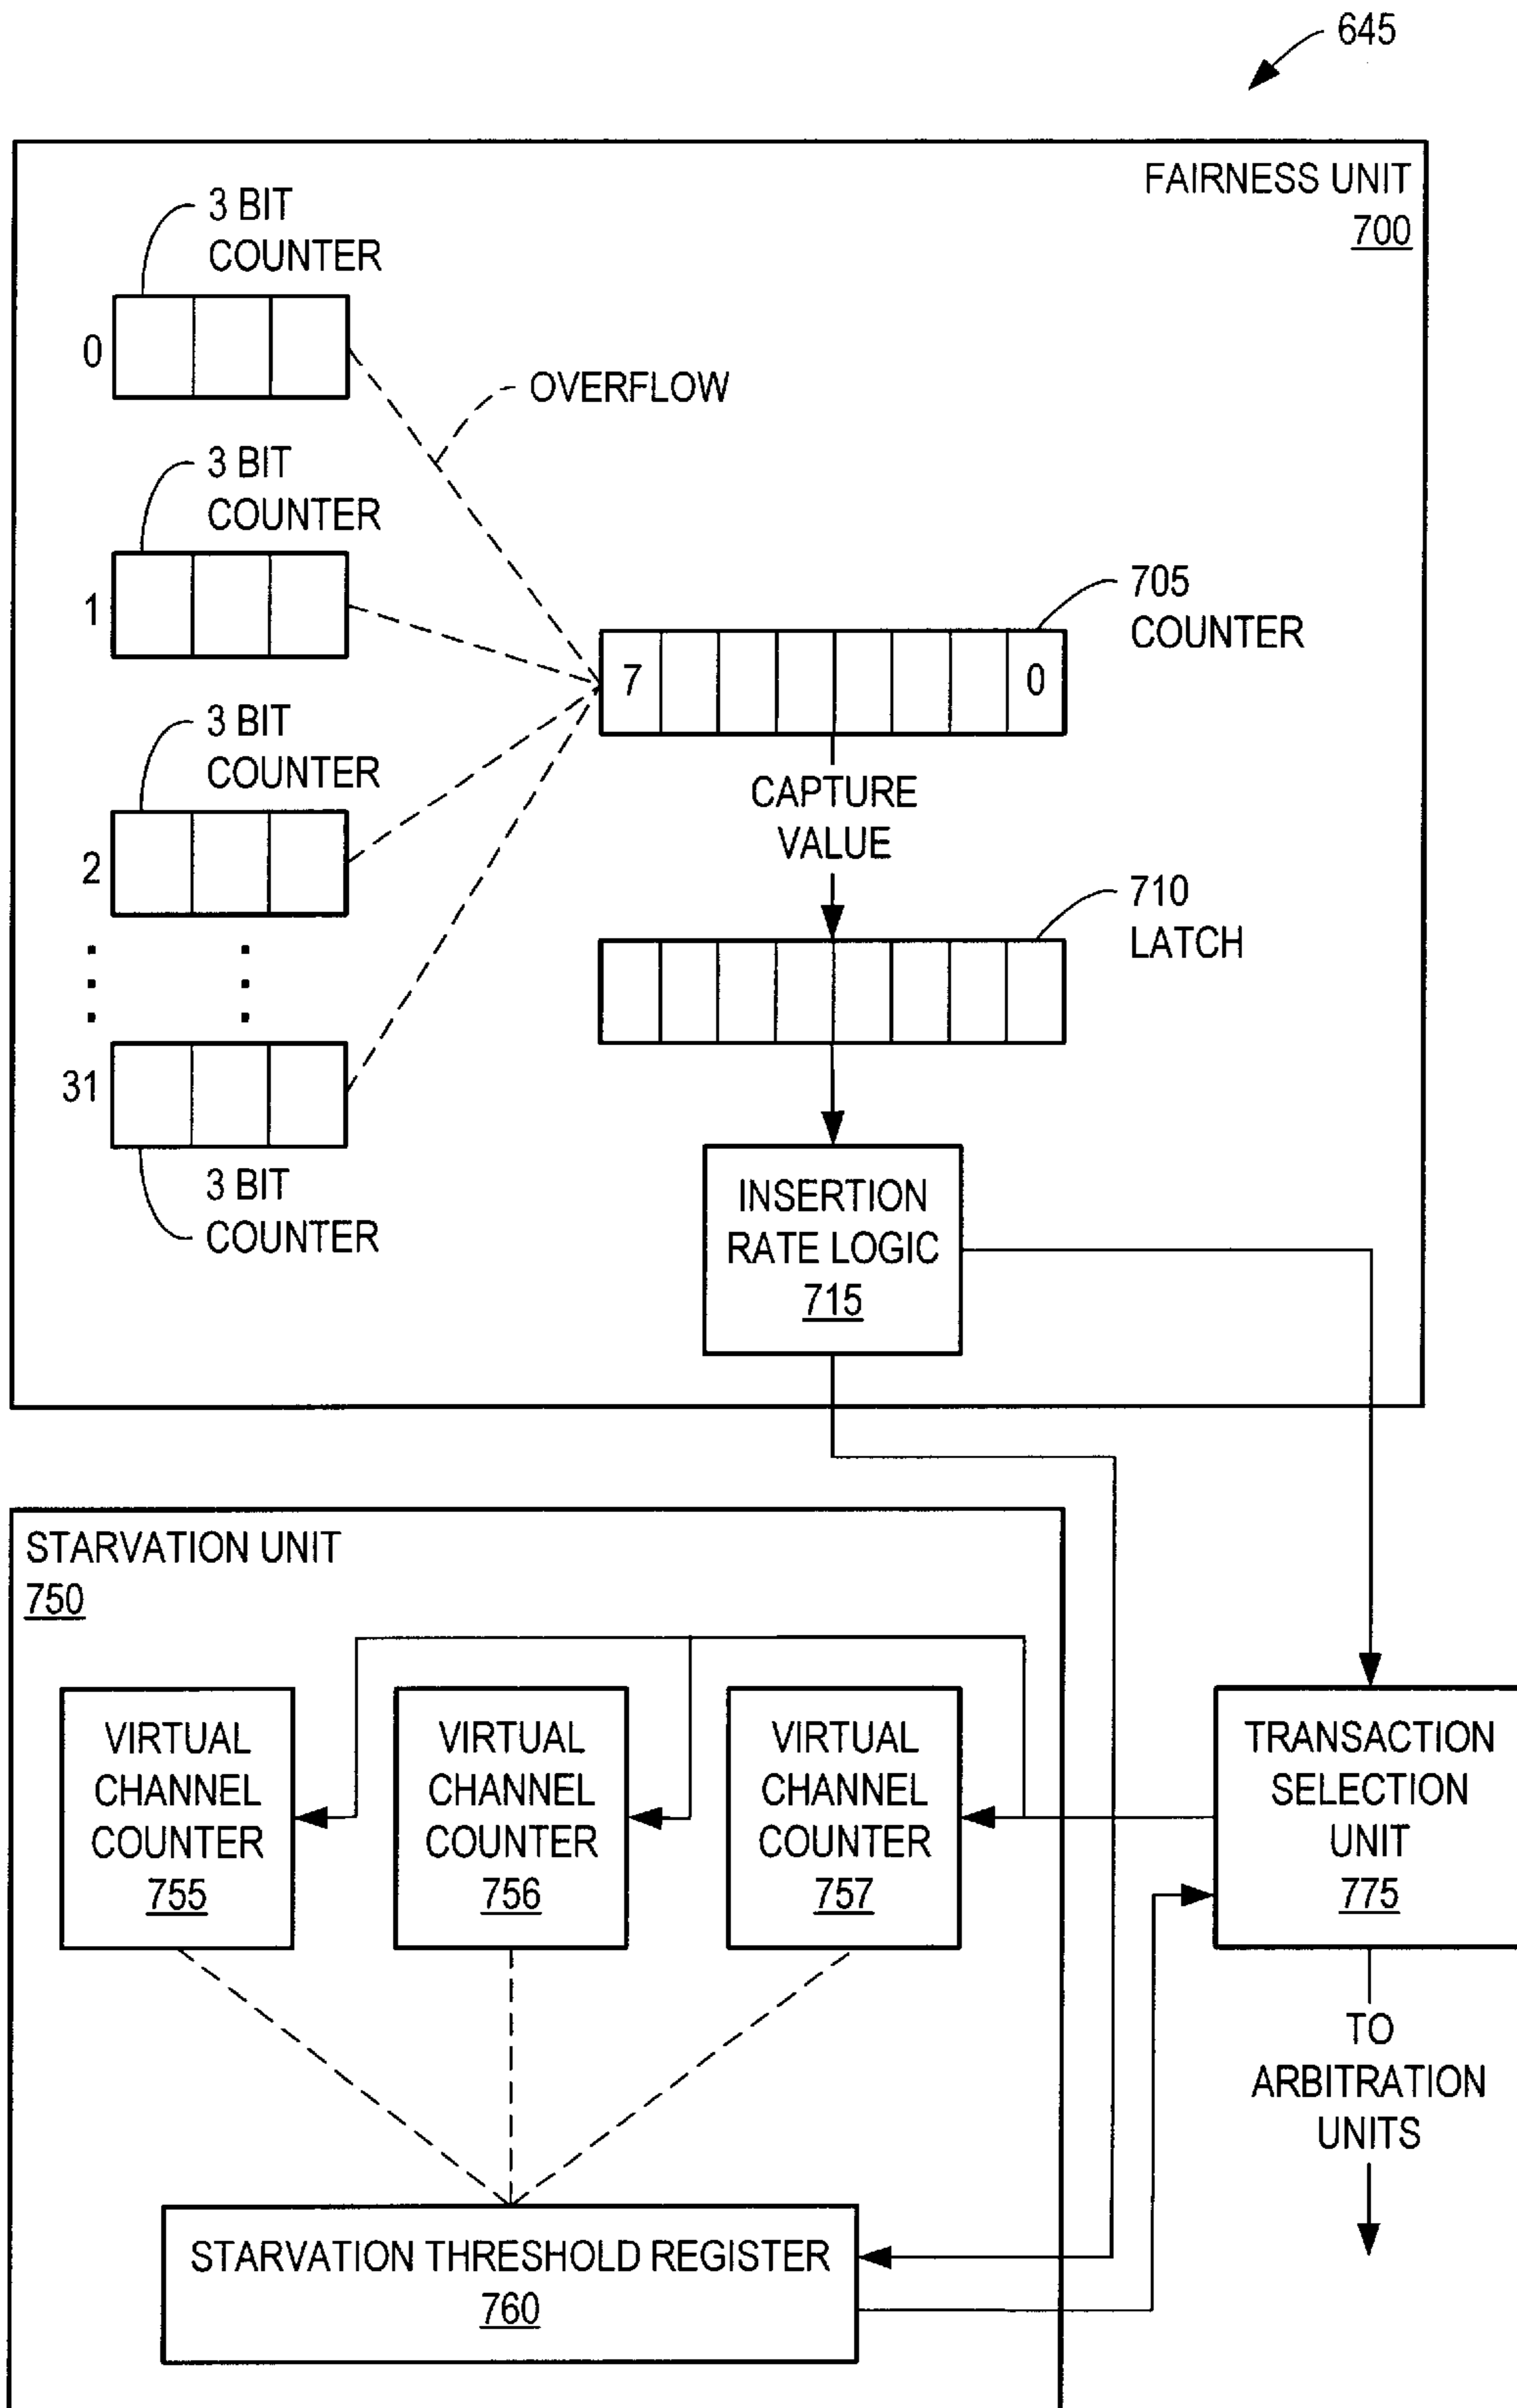 645
FAIRNESS UNIT
700
3 BIT
COUNTER
0
OVERFLOW
3 BIT
COUNTER
1
705
COUNTER
7 0
3 BIT
COUNTER
2
CAPTURE
VALUE
710
LATCH
31
3 BIT
COUNTER
INSERTION
RATE LOGIC
715
STARVATION UNIT
750
VIRTUAL
CHANNEL
COUNTER
755
VIRTUAL
CHANNEL
COUNTER
756
VIRTUAL
CHANNEL
COUNTER
757
TRANSACTION
SELECTION
UNIT
775
TO
ARBITRATION
UNITS
STARVATION THRESHOLD REGISTER
760